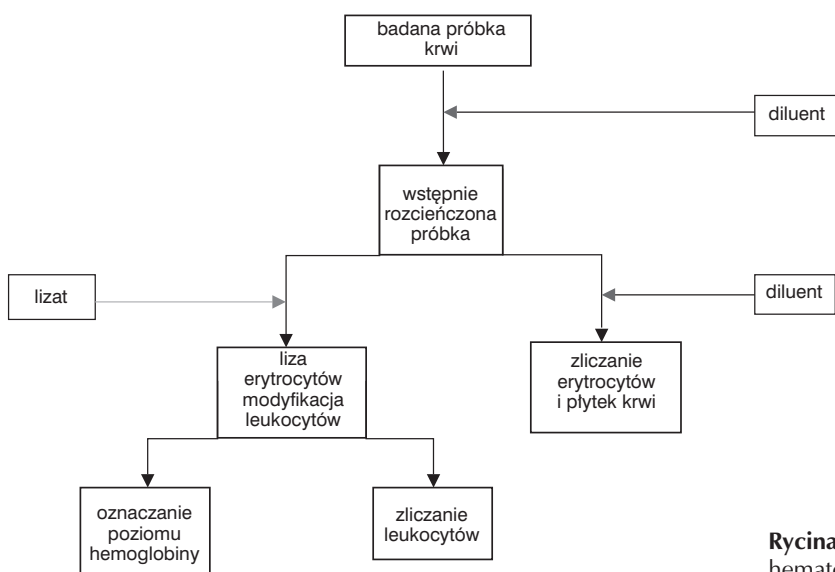 badana próbka
krwi
diluent
wstępnie
rozcieńczona
próbka
lizat
diluent
liza
erytrocytów
modyfikacja
leukocytów
zliczanie
erytrocytów
i płytek krwi
oznaczanie
poziomu
hemoglobiny
zliczanie
leukocytów
Rycina